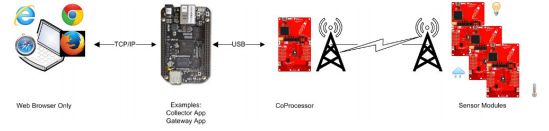 TCP/IP
USB
Web Browser Only
Examples:
Collector App
Gateway App
CoProcessor
Sensor Modules